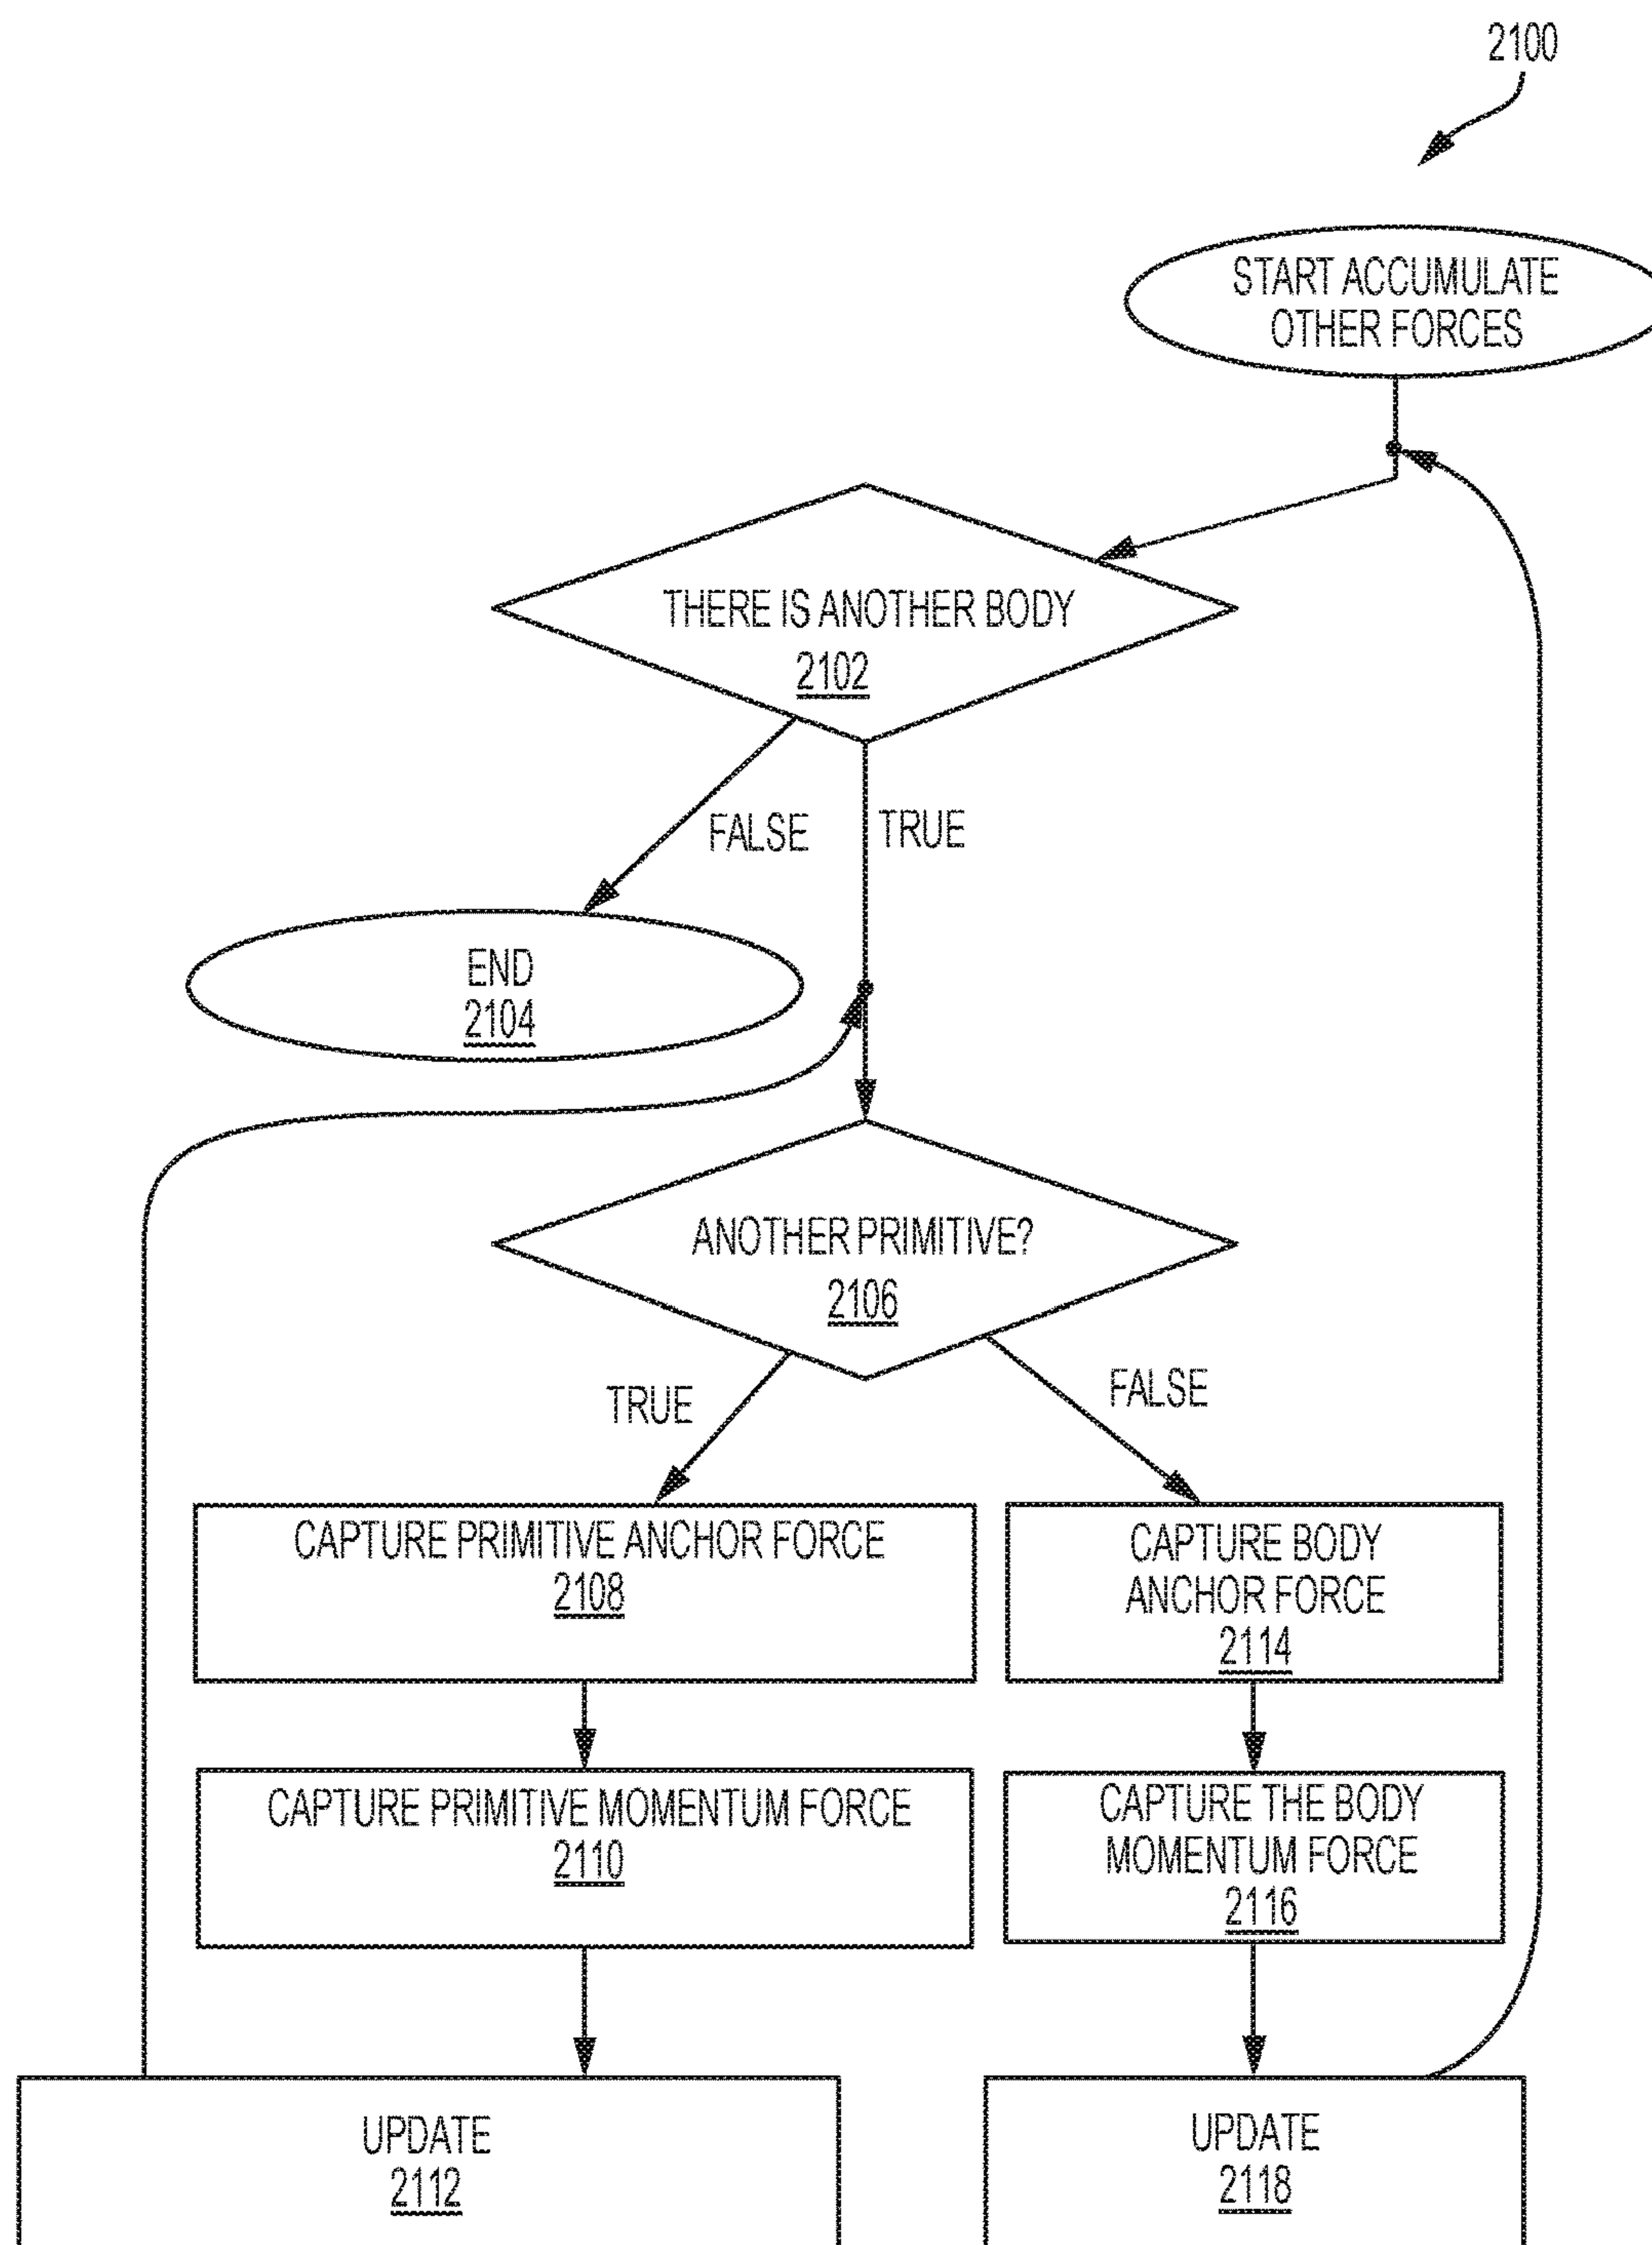 2100
START ACCUMULATE
OTHER FORCES
THERE IS ANOTHER BODY
2102
FALSE
TRUE
END
2104
ANOTHER PRIMITIVE?
2106
TRUE
FALSE
CAPTURE PRIMITIVE ANCHOR FORCE
2108
CAPTURE BODY
ANCHOR FORCE
2114
CAPTURE PRIMITIVE MOMENTUM FORCE
2110
CAPTURE THE BODY
MOMENTUM FORCE
2116
UPDATE
2112
UPDATE
2118